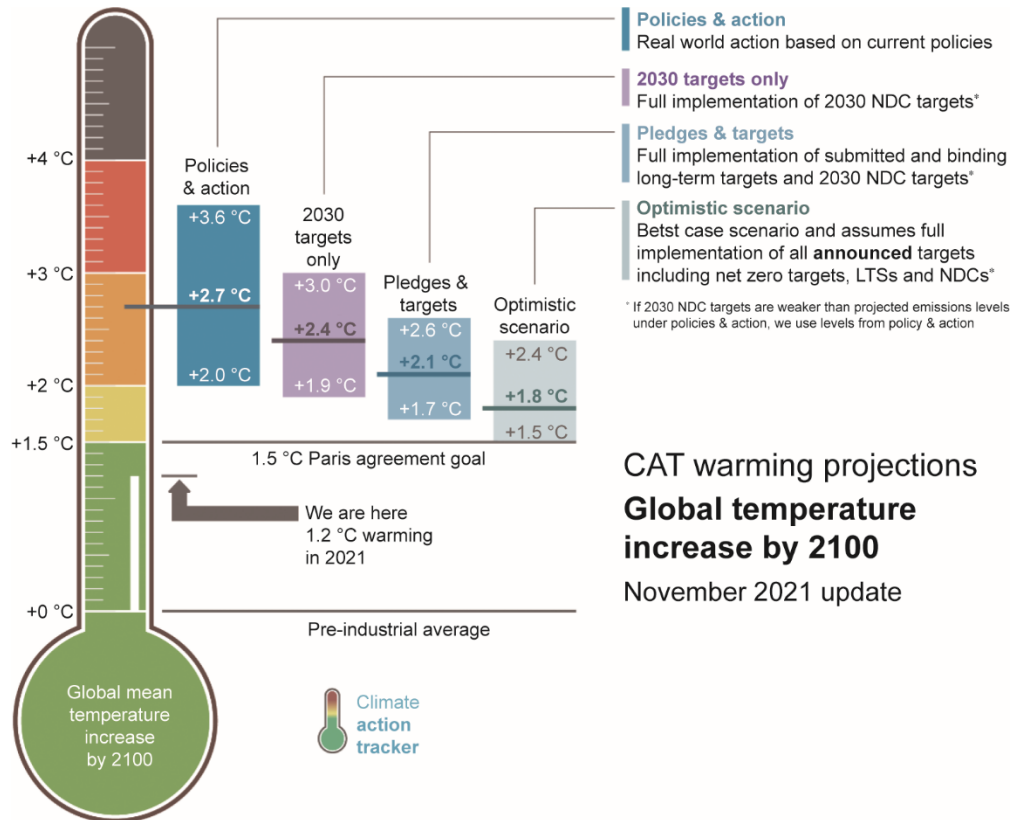 Policies & action
Real world action based on current policies
2030 targets only
Full implementation of 2030 NDC targets*
Pledges & targets
Full implementation of submitted and binding
long-term targets and 2030 NDC targets*
Optimistic scenario
Betst case scenario and assumes full
implementation of all announced targets
including net zero targets, LTSs and NDCs*
* If 2030 NDC targets are weaker than projected emissions levels
under policies & action, we use levels from policy & action
+4 °C
+3 °C
+2 °C
+1.5 °C
+0 °C
Policies
& action
+3.6 °C
+2.7 °C
+2.0 °C
2030
targets
only
+3.0 °C
+2.4 °C
+1.9 °C
Pledges &
targets
+2.6 °C
+2.1 °C
+1.7 °C
Optimistic
scenario
+2.4 °C
+1.8 °C
+1.5 °C
1.5 °C Paris agreement goal
We are here
1.2 °C warming
in 2021
Pre-industrial average
CAT warming projections
Global temperature
increase by 2100
November 2021 update
Global mean
temperature
increase
by 2100
Climate
action
tracker